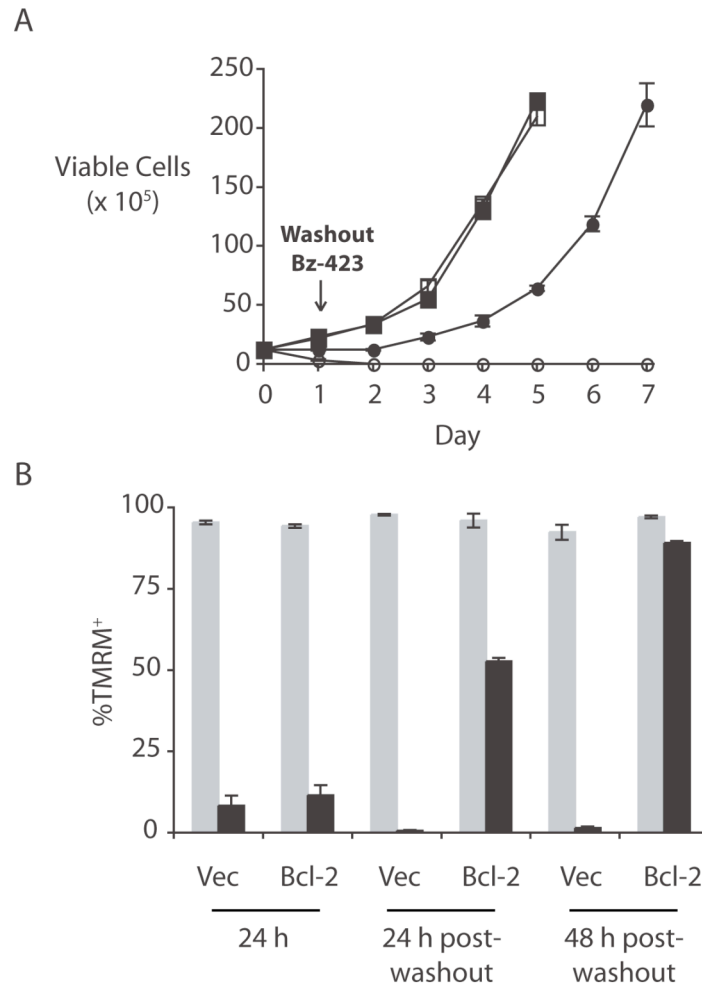 A
250
200
150
100
50
0
Viable Cells
(x 10⁵)
Washout
Bz-423
0 1 2 3 4 5 6 7
Day
B
100
75
50
25
0
%TMRM⁺
Vec Bcl-2 Vec Bcl-2 Vec Bcl-2
24 h 24 h post- 48 h post-
washout washout